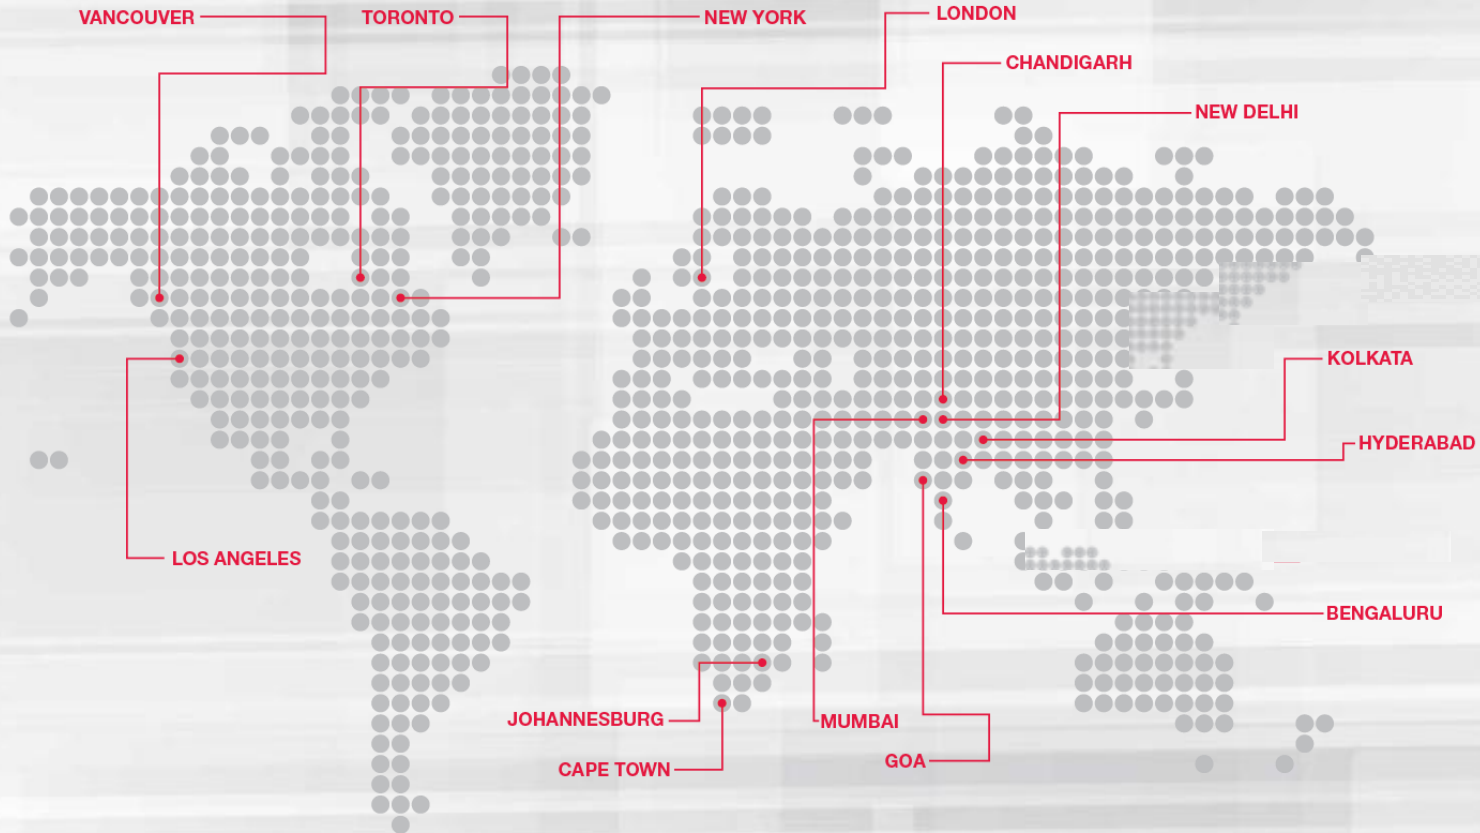 VANCOUVER
TORONTO
NEW YORK
LONDON
CHANDIGARH
NEW DELHI
KOLKATA
HYDERABAD
LOS ANGELES
BENGALURU
JOHANNESBURG
MUMBAI
GOA
CAPE TOWN